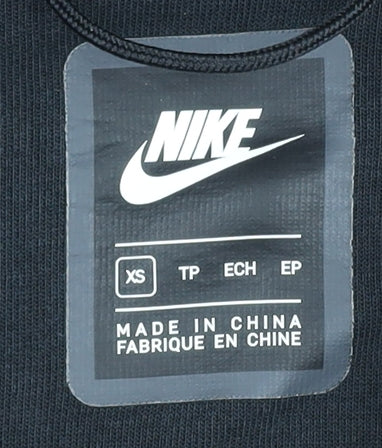 NIKE
XS TP ECH EP
MADE IN CHINA
FABRIQUE EN CHINE